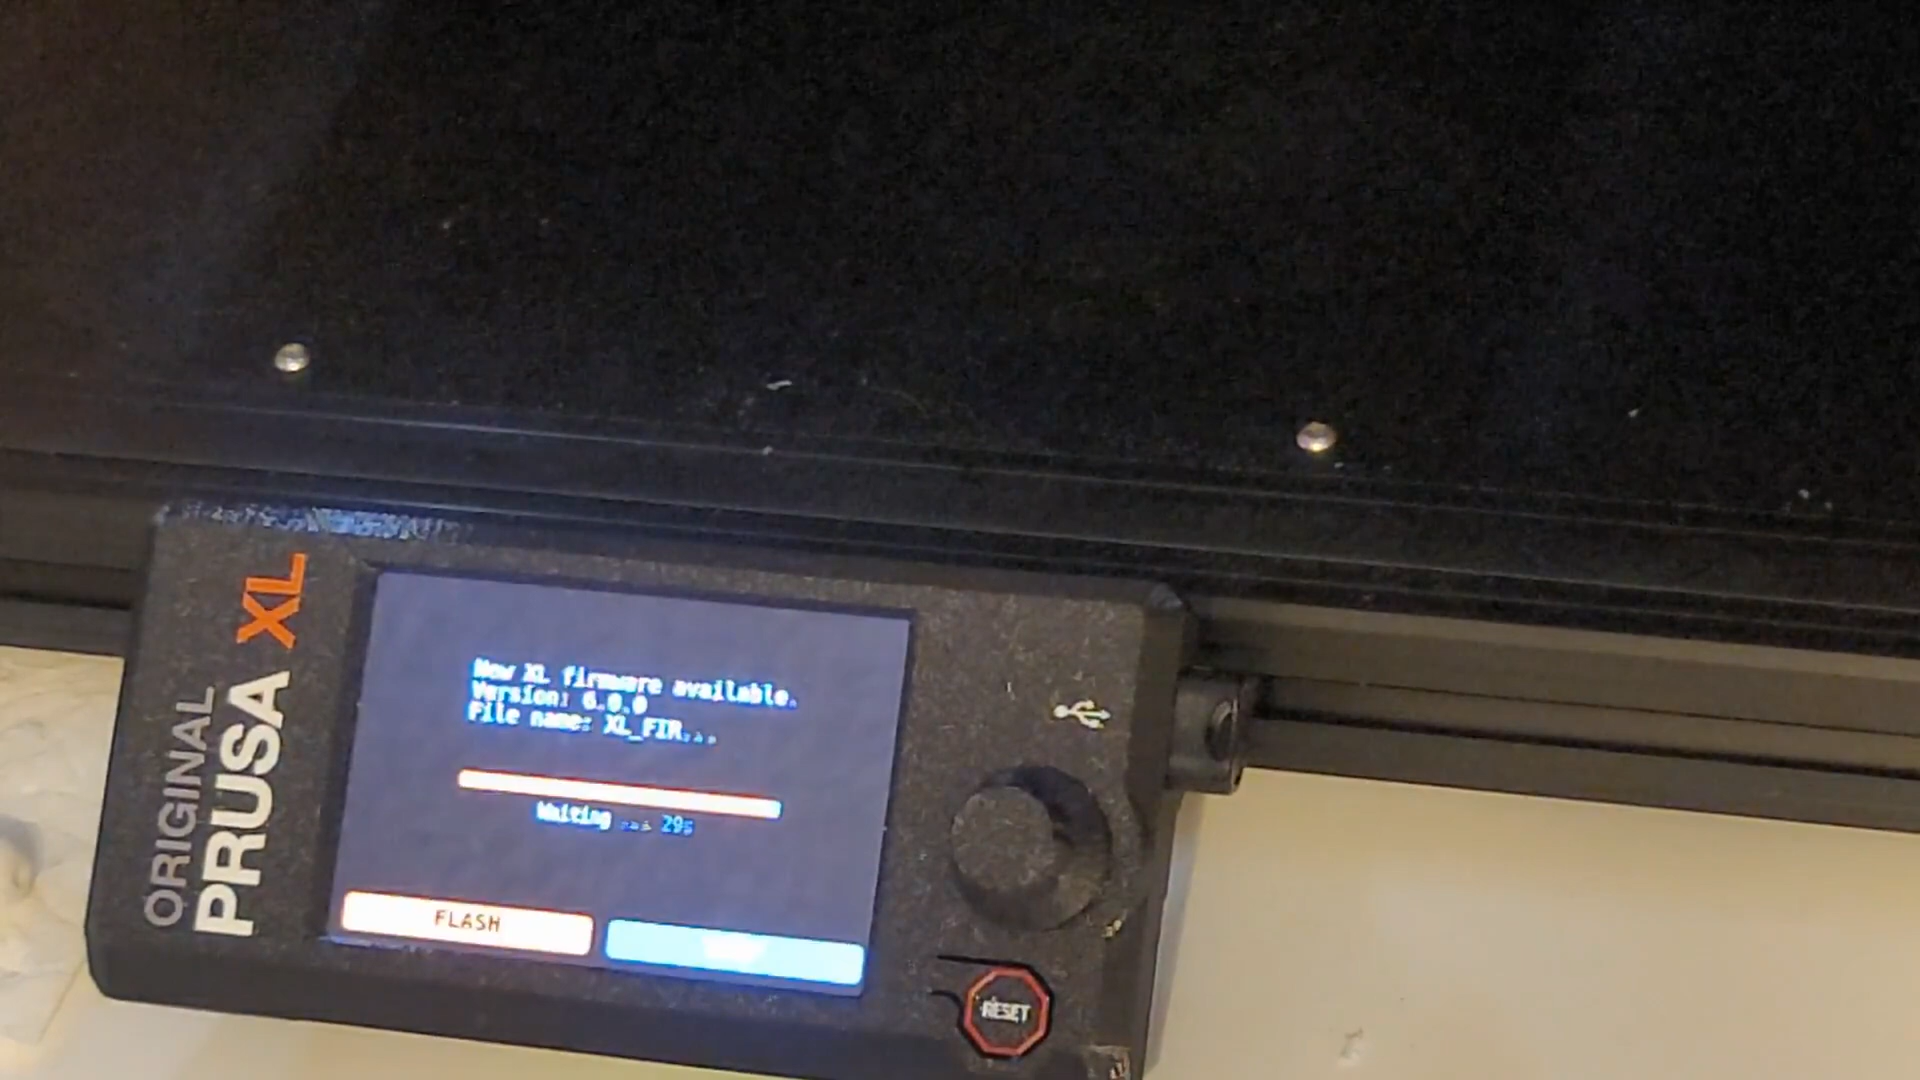 ORIGINAL
PRUSA XL
New XL firmware available.
Version: 6.0.0
File name: XL_FIR...
Waiting ... 29s
FLASH
RESET